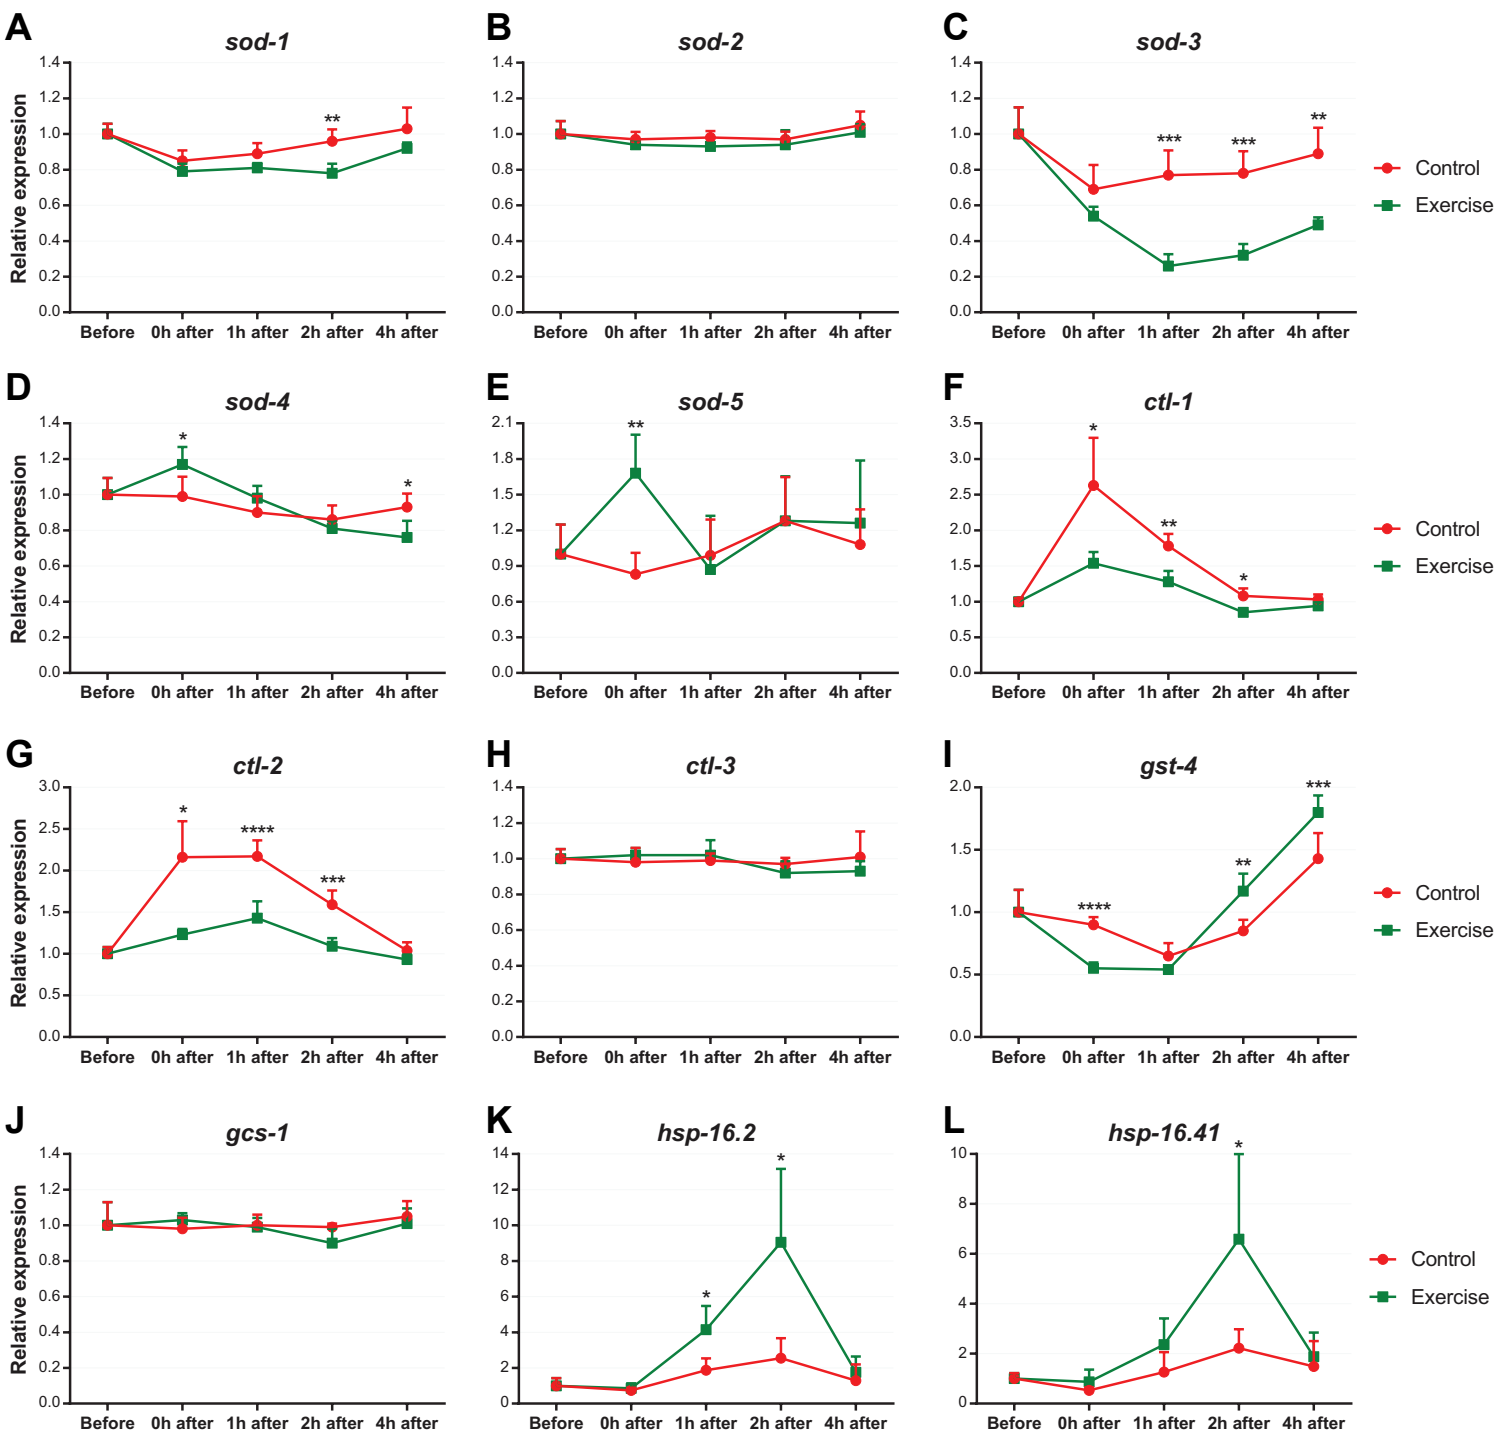 A
sod-1
Relative expression
1.4
1.2
1.0
0.8
0.6
0.4
0.2
0.0
**
Before 0h after 1h after 2h after 4h after
B
sod-2
1.4
1.2
1.0
0.8
0.6
0.4
0.2
0.0
Before 0h after 1h after 2h after 4h after
C
sod-3
1.4
1.2
1.0
0.8
0.6
0.4
0.2
0.0
*** *** **
Before 0h after 1h after 2h after 4h after
Control
Exercise
D
sod-4
Relative expression
1.4
1.2
1.0
0.8
0.6
0.4
0.2
0.0
* *
Before 0h after 1h after 2h after 4h after
E
sod-5
2.1
1.8
1.5
1.2
0.9
0.6
0.3
0.0
**
Before 0h after 1h after 2h after 4h after
F
ctl-1
3.5
3.0
2.5
2.0
1.5
1.0
0.5
0.0
* ** *
Before 0h after 1h after 2h after 4h after
Control
Exercise
G
ctl-2
Relative expression
3.0
2.5
2.0
1.5
1.0
0.5
0.0
* **** ***
Before 0h after 1h after 2h after 4h after
H
ctl-3
1.4
1.2
1.0
0.8
0.6
0.4
0.2
0.0
Before 0h after 1h after 2h after 4h after
I
gst-4
2.0
1.5
1.0
0.5
0.0
**** ** ***
Before 0h after 1h after 2h after 4h after
Control
Exercise
J
gcs-1
Relative expression
1.4
1.2
1.0
0.8
0.6
0.4
0.2
0.0
Before 0h after 1h after 2h after 4h after
K
hsp-16.2
14
12
10
8
6
4
2
0
* *
Before 0h after 1h after 2h after 4h after
L
hsp-16.41
10
8
6
4
2
0
*
Before 0h after 1h after 2h after 4h after
Control
Exercise